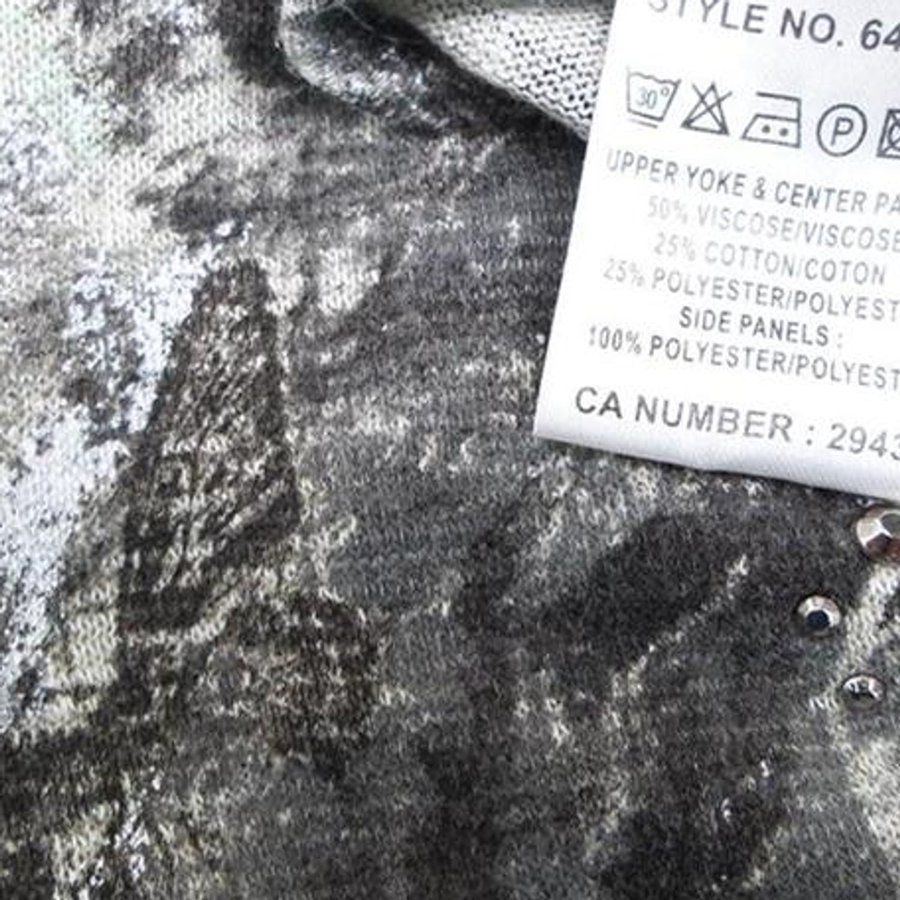 STYLE NO. 64
30°
P
UPPER YOKE & CENTER PA
50% VISCOSE/VISCOSE
25% COTTON/COTON
25% POLYESTER/POLYEST
SIDE PANELS :
100% POLYESTER/POLYEST
CA NUMBER : 2943